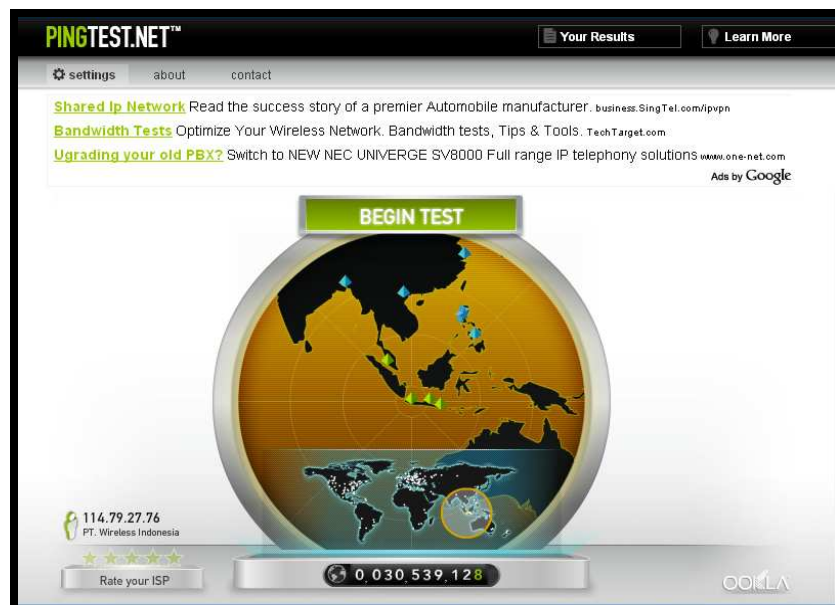 PINGTEST.NET™
Your Results
Learn More
settings about contact
Shared Ip Network Read the success story of a premier Automobile manufacturer. business.SingTel.com/ipvpn
Bandwidth Tests Optimize Your Wireless Network. Bandwidth tests, Tips & Tools. TechTarget.com
Ugrading your old PBX? Switch to NEW NEC UNIVERGE SV8000 Full range IP telephony solutions www.one-net.com
Ads by Google
BEGIN TEST
114.79.27.76
PT. Wireless Indonesia
Rate your ISP
0,030,539,128
OOKLA